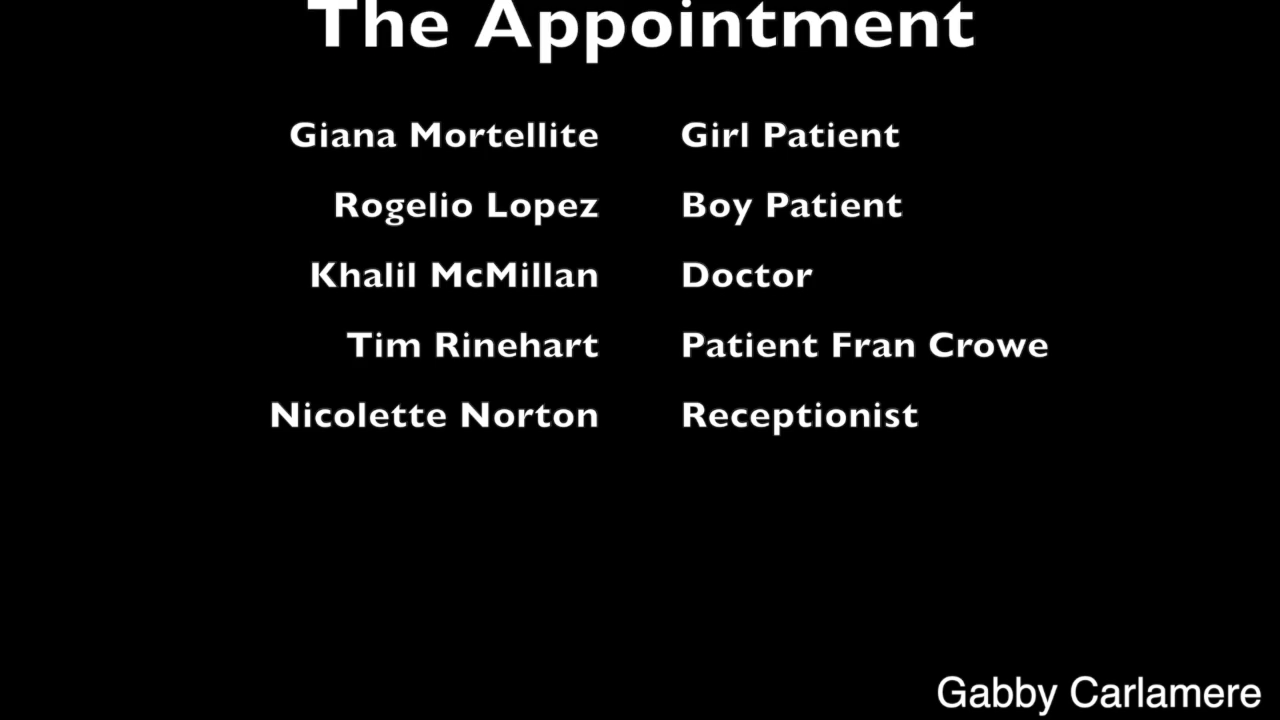 The Appointment
Giana Mortellite Girl Patient
Rogelio Lopez Boy Patient
Khalil McMillan Doctor
Tim Rinehart Patient Fran Crowe
Nicolette Norton Receptionist
Gabby Carlamere